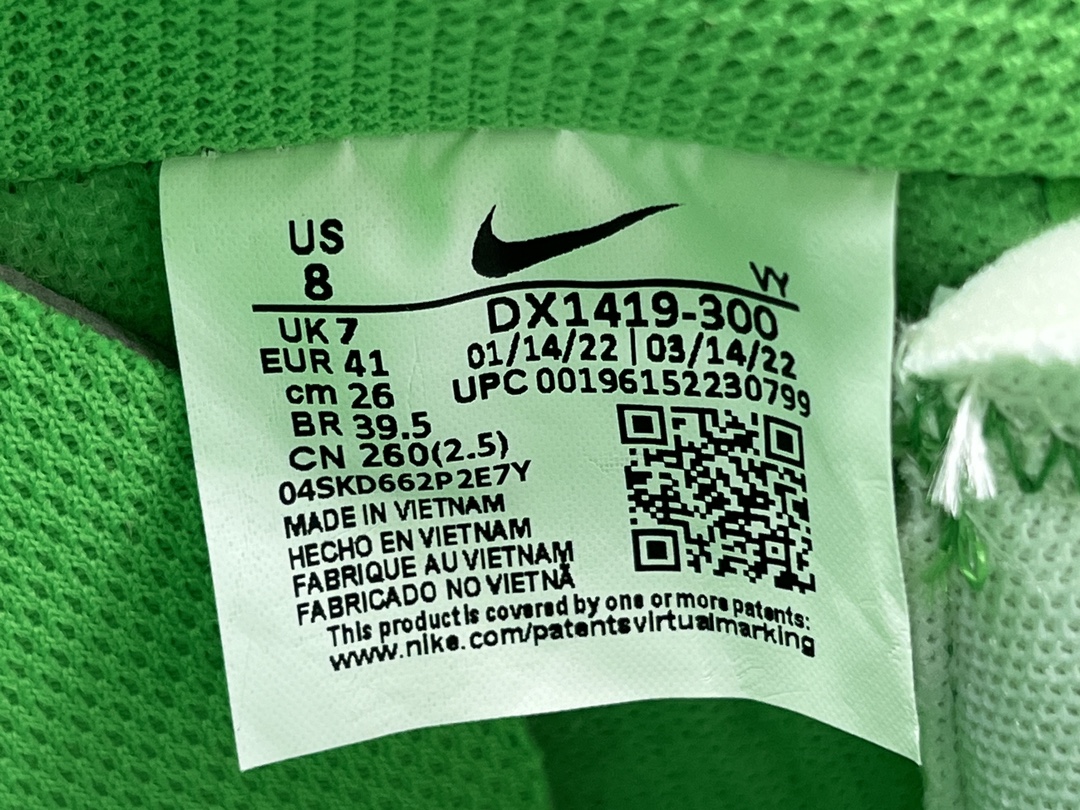 US
8
VY
UK 7
EUR 41
cm 26
BR 39.5
CN 260(2.5)
DX1419-300
01/14/22 | 03/14/22
UPC 00196152230799
04SKD662P2E7Y
MADE IN VIETNAM
HECHO EN VIETNAM
FABRIQUE AU VIETNAM
FABRICADO NO VIETNÃ
This product is covered by one or more patents:
www.nike.com/patentsvirtualmarking